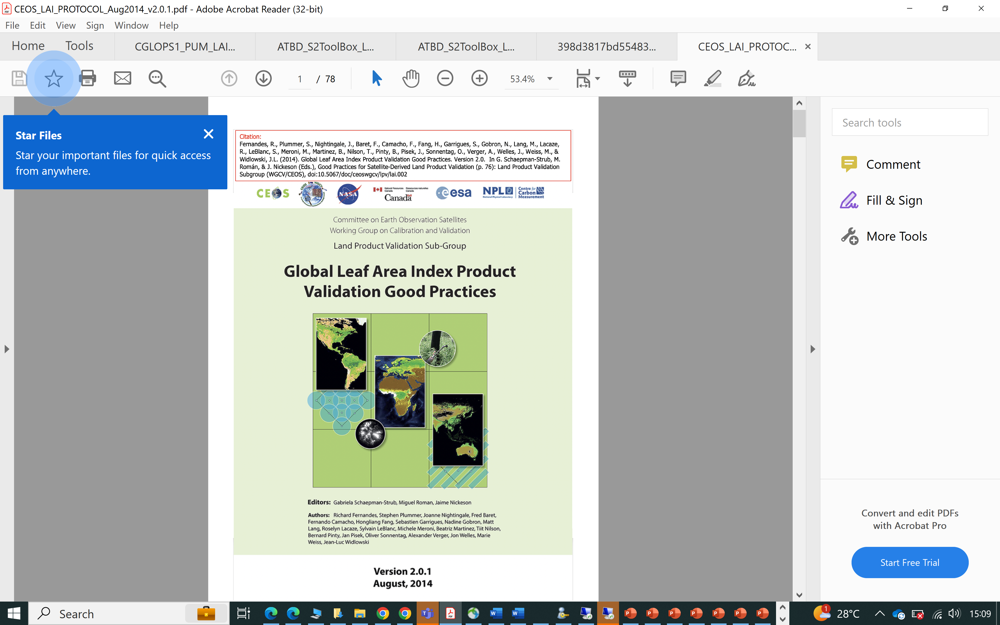 CEOS_LAI_PROTOCOL_Aug2014_v2.0.1.pdf - Adobe Acrobat Reader (32-bit)
File Edit View Sign Window Help
Home Tools CGLOPS1_PUM_LAI... ATBD_S2ToolBox_L... ATBD_S2ToolBox_L... 398d3817bd55483... CEOS_LAI_PROTOC...
1 / 78 53.4%
Star Files
Star your important files for quick access
from anywhere.
Citation:
Fernandes, R., Plummer, S., Nightingale, J., Baret, F., Camacho, F., Fang, H., Garrigues, S., Gobron, N., Lang, M., Lacaze,
R., LeBlanc, S., Meroni, M., Martinez, B., Nilson, T., Pinty, B., Pisek, J., Sonnentag, O., Verger, A., Welles, J., Weiss, M., &
Widlowski, J.L. (2014). Global Leaf Area Index Product Validation Good Practices. Version 2.0. In G. Schaepman-Strub, M.
Román, & J. Nickeson (Eds.), Good Practices for Satellite-Derived Land Product Validation (p. 76): Land Product Validation
Subgroup (WGCV/CEOS), doi:10.5067/doc/ceoswgcv/lpv/lai.002
CEOS NASA Natural Resources Canada Ressources naturelles Canada Canada esa NPL National Physical Laboratory Centre for Carbon Measurement
Committee on Earth Observation Satellites
Working Group on Calibration and Validation
Land Product Validation Sub-Group
Global Leaf Area Index Product
Validation Good Practices
Editors: Gabriela Schaepman-Strub, Miguel Roman, Jaime Nickeson
Authors: Richard Fernandes, Stephen Plummer, Joanne Nightingale, Fred Baret,
Fernando Camacho, Hongliang Fang, Sebastien Garrigues, Nadine Gobron, Matt
Lang, Roselyn Lacaze, Sylvain LeBlanc, Michele Meroni, Beatriz Martinez, Tiit Nilson,
Bernard Pinty, Jan Pisek, Oliver Sonnentag, Alexander Verger, Jon Welles, Marie
Weiss, Jean-Luc Widlowski
Version 2.0.1
August, 2014
Search tools
Comment
Fill & Sign
More Tools
Convert and edit PDFs
with Acrobat Pro
Start Free Trial
Search
1 28°C 15:09